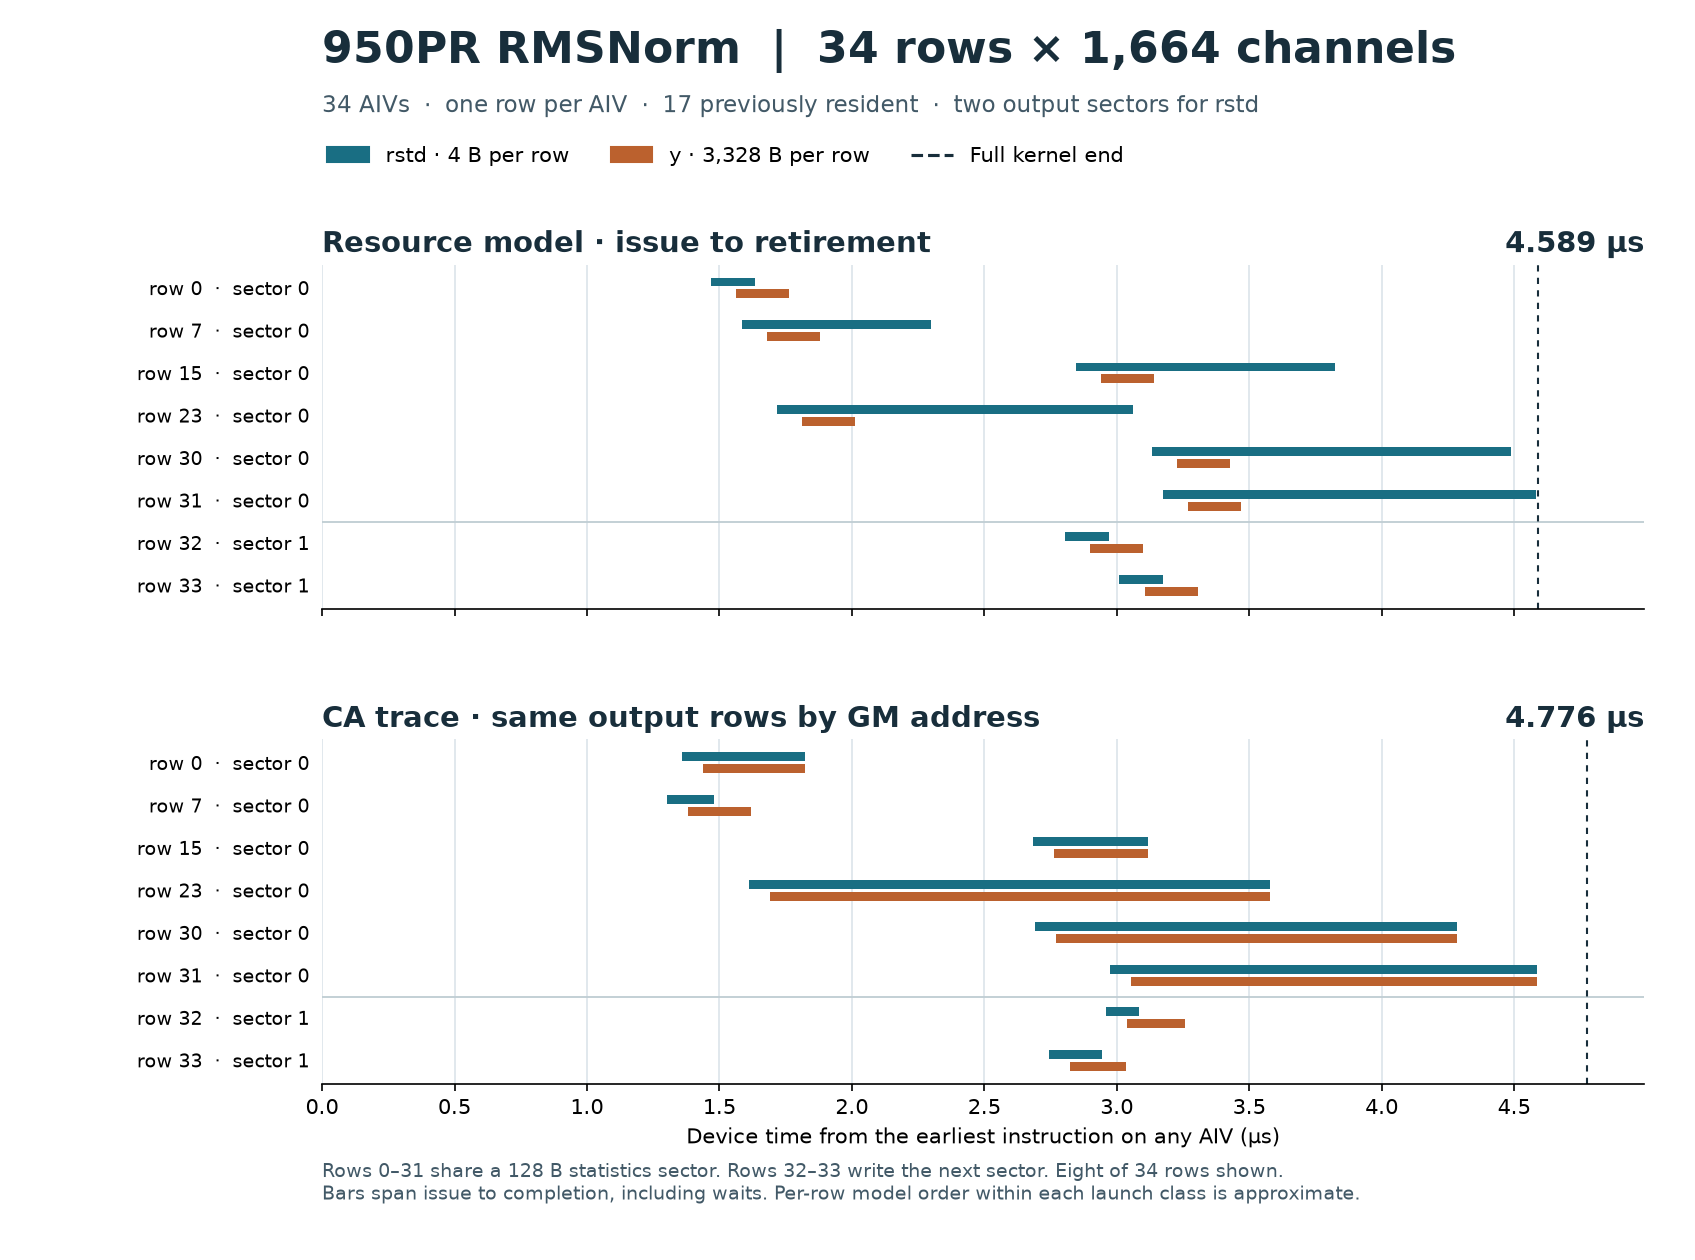 950PR RMSNorm | 34 rows × 1,664 channels
34 AIVs · one row per AIV · 17 previously resident · two output sectors for rstd
rstd · 4 B per row
y · 3,328 B per row
Full kernel end
Resource model · issue to retirement
4.589 µs
row 0 · sector 0
row 7 · sector 0
row 15 · sector 0
row 23 · sector 0
row 30 · sector 0
row 31 · sector 0
row 32 · sector 1
row 33 · sector 1
CA trace · same output rows by GM address
4.776 µs
row 0 · sector 0
row 7 · sector 0
row 15 · sector 0
row 23 · sector 0
row 30 · sector 0
row 31 · sector 0
row 32 · sector 1
row 33 · sector 1
0.0 0.5 1.0 1.5 2.0 2.5 3.0 3.5 4.0 4.5
Device time from the earliest instruction on any AIV (µs)
Rows 0–31 share a 128 B statistics sector. Rows 32–33 write the next sector. Eight of 34 rows shown.
Bars span issue to completion, including waits. Per-row model order within each launch class is approximate.